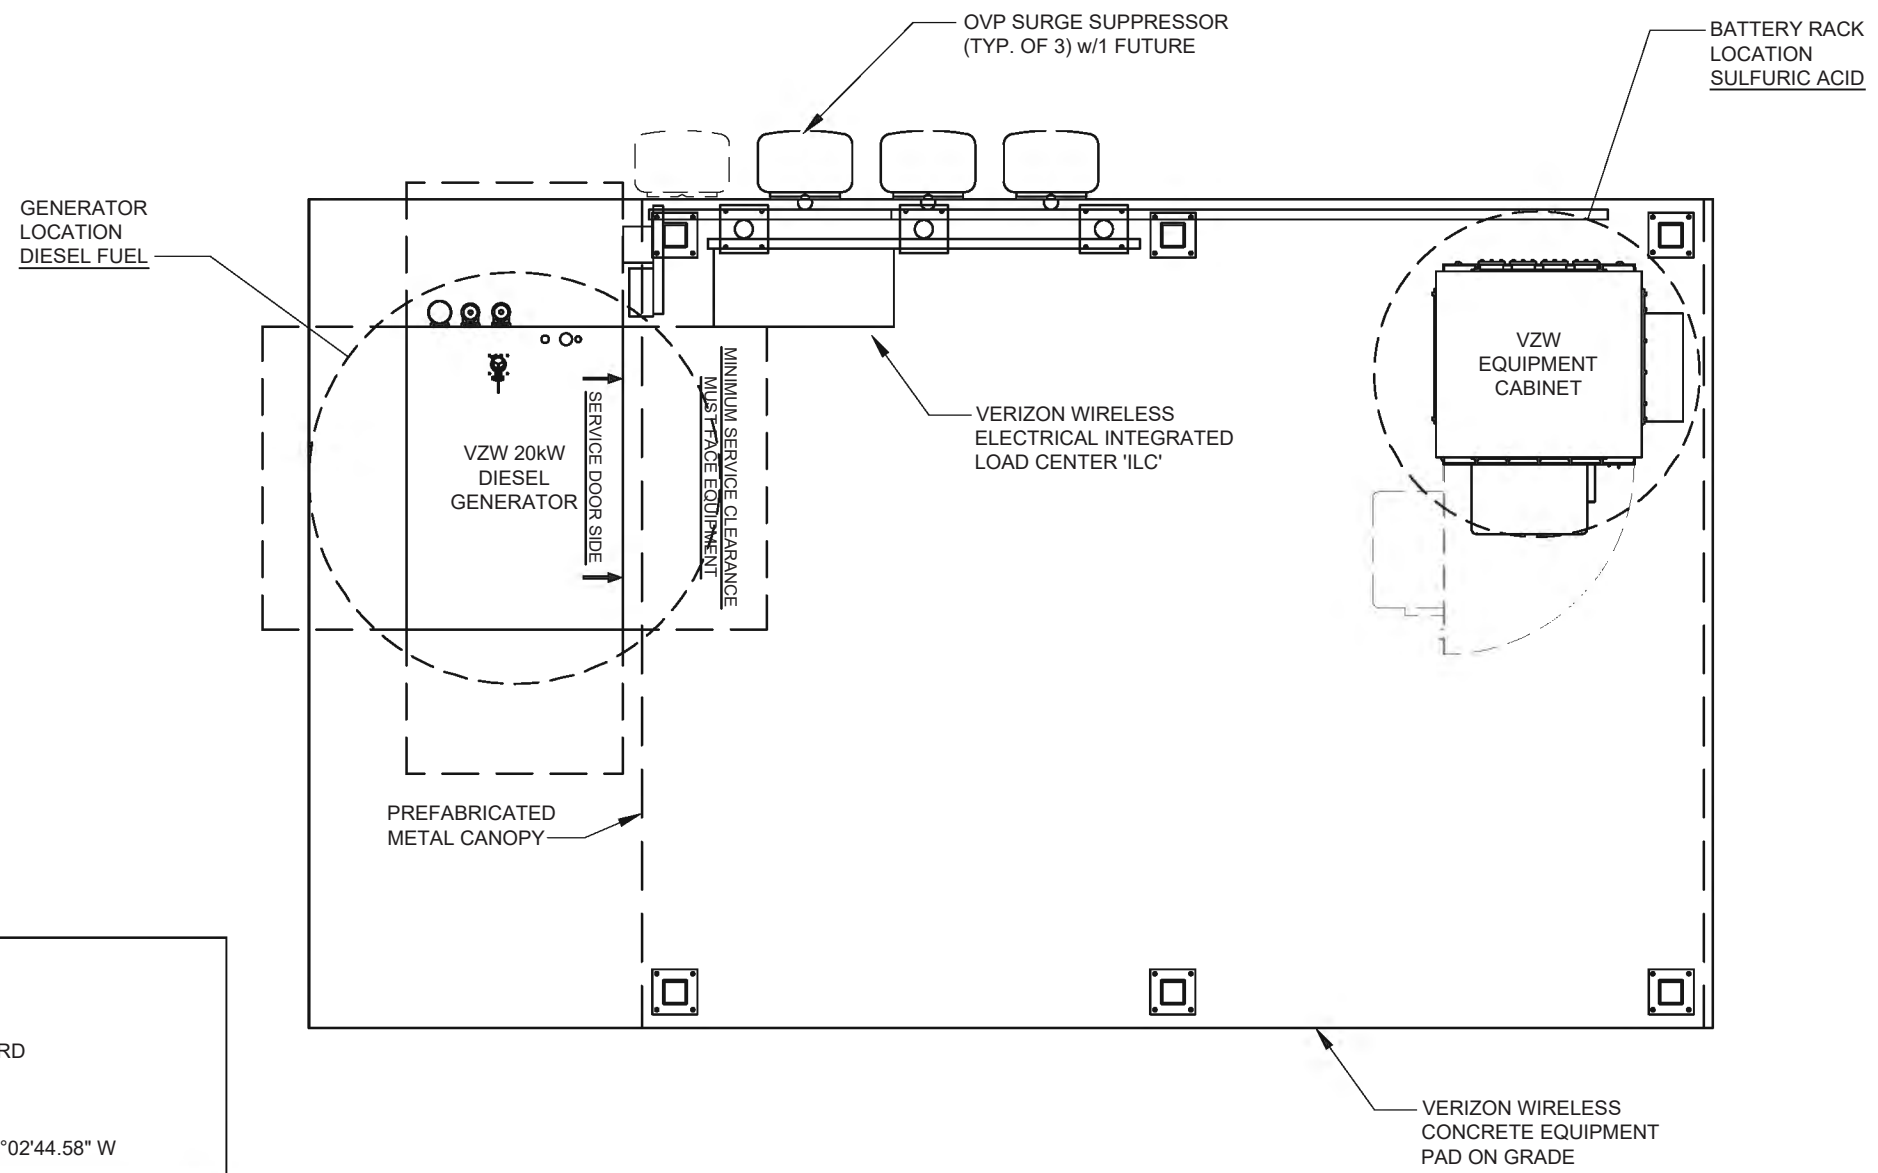 OVP SURGE SUPPRESSOR
(TYP. OF 3) w/1 FUTURE
BATTERY RACK
LOCATION
SULFURIC ACID
GENERATOR
LOCATION
DIESEL FUEL
VZW
EQUIPMENT
CABINET
VERIZON WIRELESS
ELECTRICAL INTEGRATED
LOAD CENTER 'ILC'
VZW 20kW
DIESEL
GENERATOR
SERVICE DOOR SIDE
MINIMUM SERVICE CLEARANCE
MUST FACE EQUIPMENT
PREFABRICATED
METAL CANOPY
RD
°02'44.58" W
VERIZON WIRELESS
CONCRETE EQUIPMENT
PAD ON GRADE